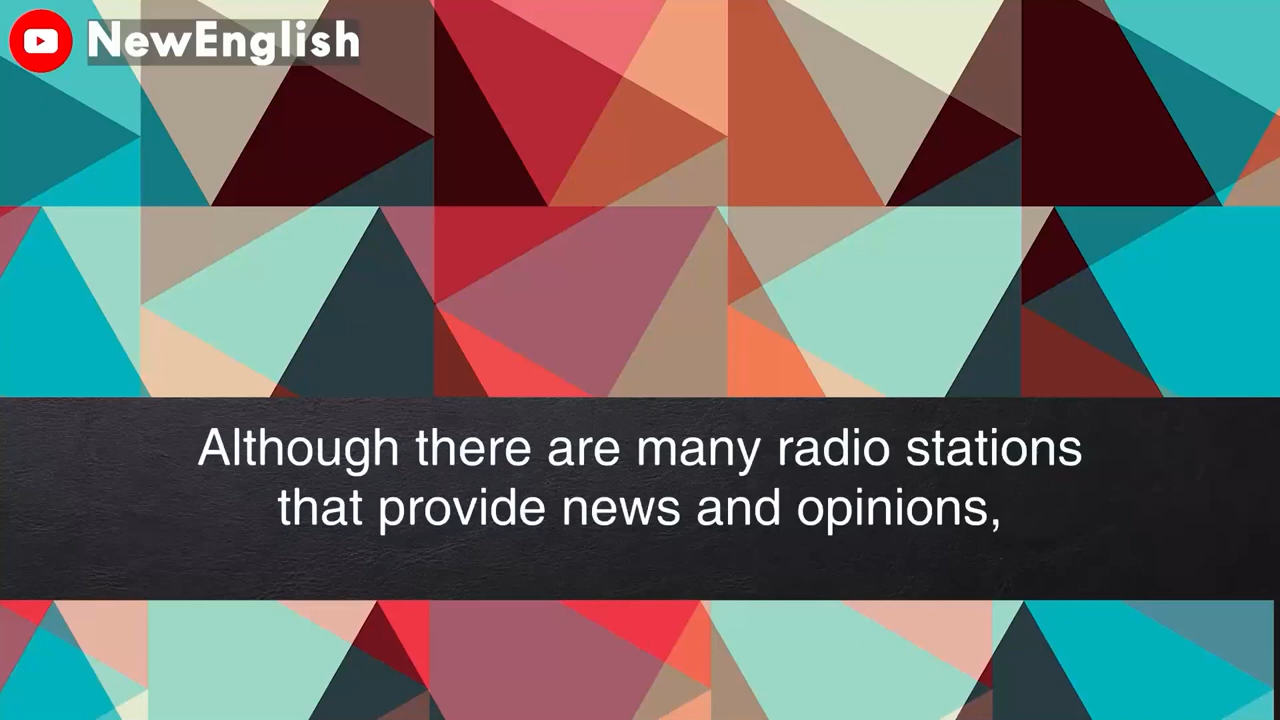 NewEnglish
Although there are many radio stations
that provide news and opinions,